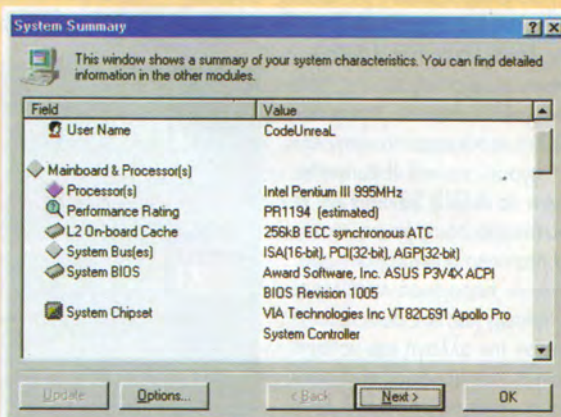 System Summary
This window shows a summary of your system characteristics. You can find detailed
information in the other modules.
Field Value
User Name CodeUnreaL
Mainboard & Processor(s)
Processor(s) Intel Pentium III 995MHz
Performance Rating PR1194 (estimated)
L2 On-board Cache 256kB ECC synchronous ATC
System Bus(es) ISA(16-bit), PCI(32-bit), AGP(32-bit)
System BIOS Award Software, Inc. ASUS P3V4X ACPI
BIOS Revision 1005
System Chipset VIA Technologies Inc VT82C691 Apollo Pro
System Controller
Update Options... < Back Next > OK